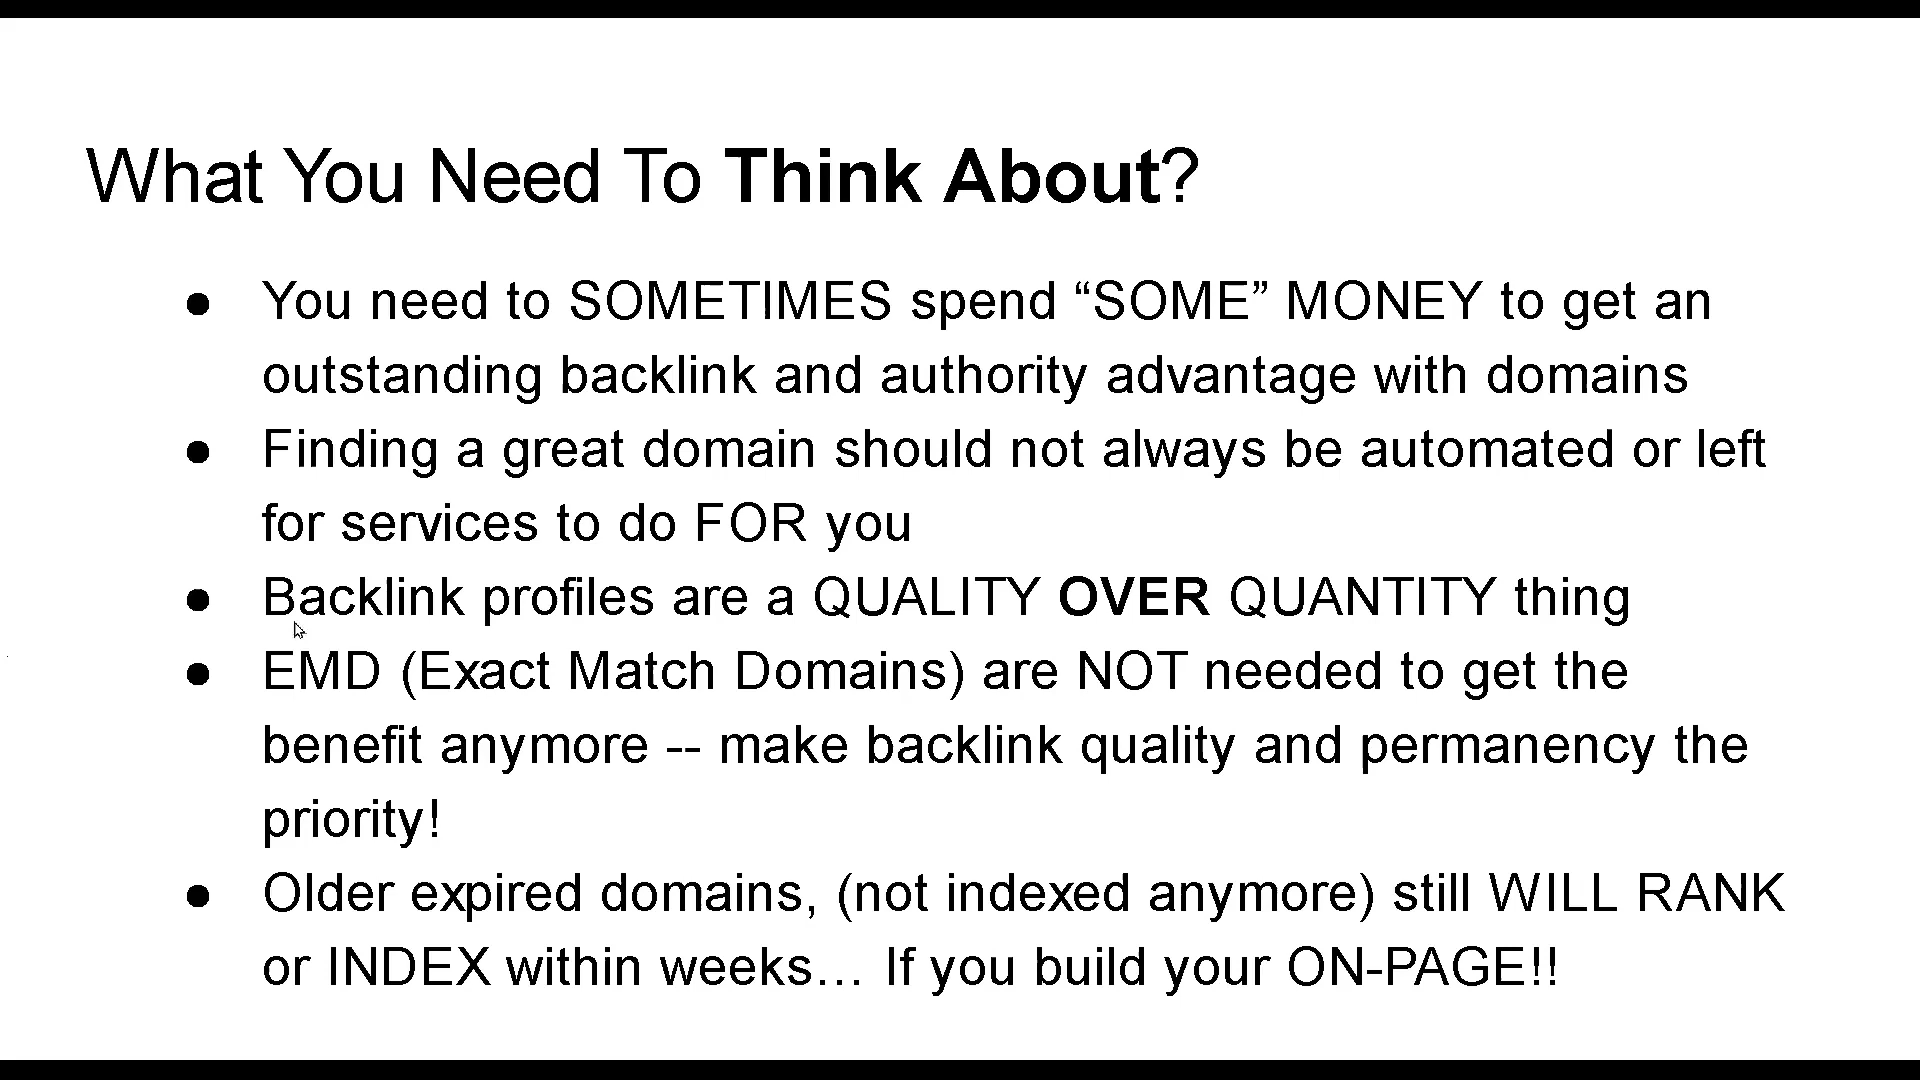 What You Need To Think About?
● You need to SOMETIMES spend “SOME” MONEY to get an
outstanding backlink and authority advantage with domains
● Finding a great domain should not always be automated or left
for services to do FOR you
● Backlink profiles are a QUALITY OVER QUANTITY thing
● EMD (Exact Match Domains) are NOT needed to get the
benefit anymore -- make backlink quality and permanency the
priority!
● Older expired domains, (not indexed anymore) still WILL RANK
or INDEX within weeks… If you build your ON-PAGE!!